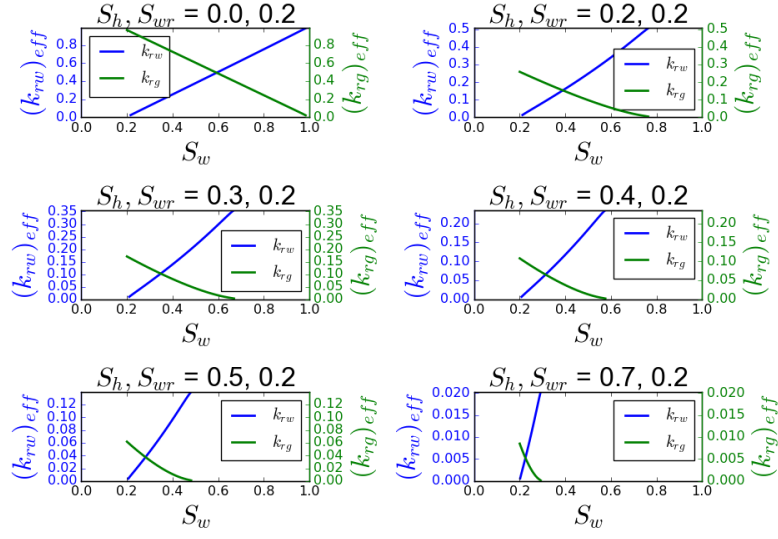 S_h, S_wr = 0.0, 0.2
S_h, S_wr = 0.2, 0.2
(k_rw)_eff
0.8
0.6
0.4
0.2
0.0
k_rw
k_rg
0.8
0.6
0.4
0.2
0.0
(k_rg)_eff
0.0 0.2 0.4 0.6 0.8 1.0
S_w
(k_rw)_eff
0.5
0.4
0.3
0.2
0.1
0.0
k_rw
k_rg
0.5
0.4
0.3
0.2
0.1
0.0
(k_rg)_eff
0.0 0.2 0.4 0.6 0.8 1.0
S_w
S_h, S_wr = 0.3, 0.2
S_h, S_wr = 0.4, 0.2
(k_rw)_eff
0.35
0.30
0.25
0.20
0.15
0.10
0.05
0.00
k_rw
k_rg
0.35
0.30
0.25
0.20
0.15
0.10
0.05
0.00
(k_rg)_eff
0.0 0.2 0.4 0.6 0.8 1.0
S_w
(k_rw)_eff
0.20
0.15
0.10
0.05
0.00
k_rw
k_rg
0.20
0.15
0.10
0.05
0.00
(k_rg)_eff
0.0 0.2 0.4 0.6 0.8 1.0
S_w
S_h, S_wr = 0.5, 0.2
S_h, S_wr = 0.7, 0.2
(k_rw)_eff
0.12
0.10
0.08
0.06
0.04
0.02
0.00
k_rw
k_rg
0.12
0.10
0.08
0.06
0.04
0.02
0.00
(k_rg)_eff
0.0 0.2 0.4 0.6 0.8 1.0
S_w
(k_rw)_eff
0.020
0.015
0.010
0.005
0.000
k_rw
k_rg
0.020
0.015
0.010
0.005
0.000
(k_rg)_eff
0.0 0.2 0.4 0.6 0.8 1.0
S_w